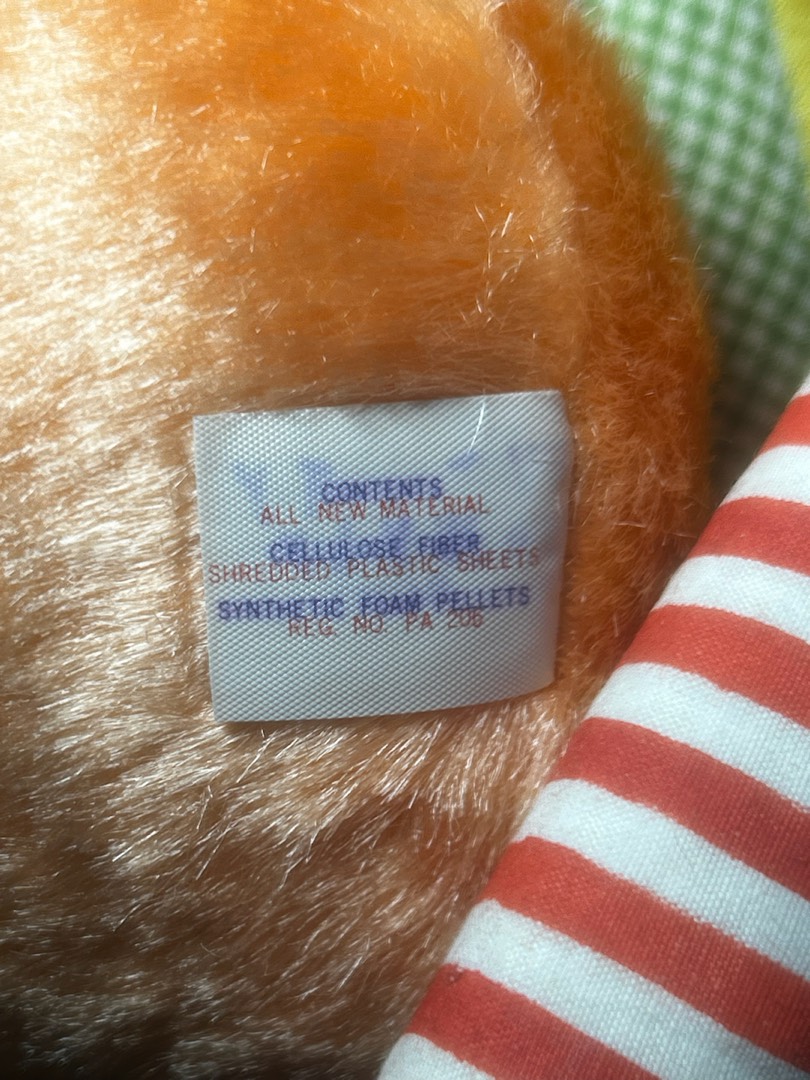 CONTENTS
ALL NEW MATERIAL
CELLULOSE FIBER
SHREDDED PLASTIC SHEETS
SYNTHETIC FOAM PELLETS
REG. NO. PA 206